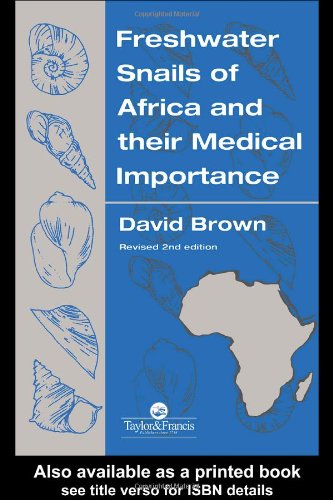 Freshwater
Snails of
Africa and
their Medical
Importance
David Brown
Revised 2nd edition
Taylor&Francis
Also available as a printed book
see title verso for ISBN details